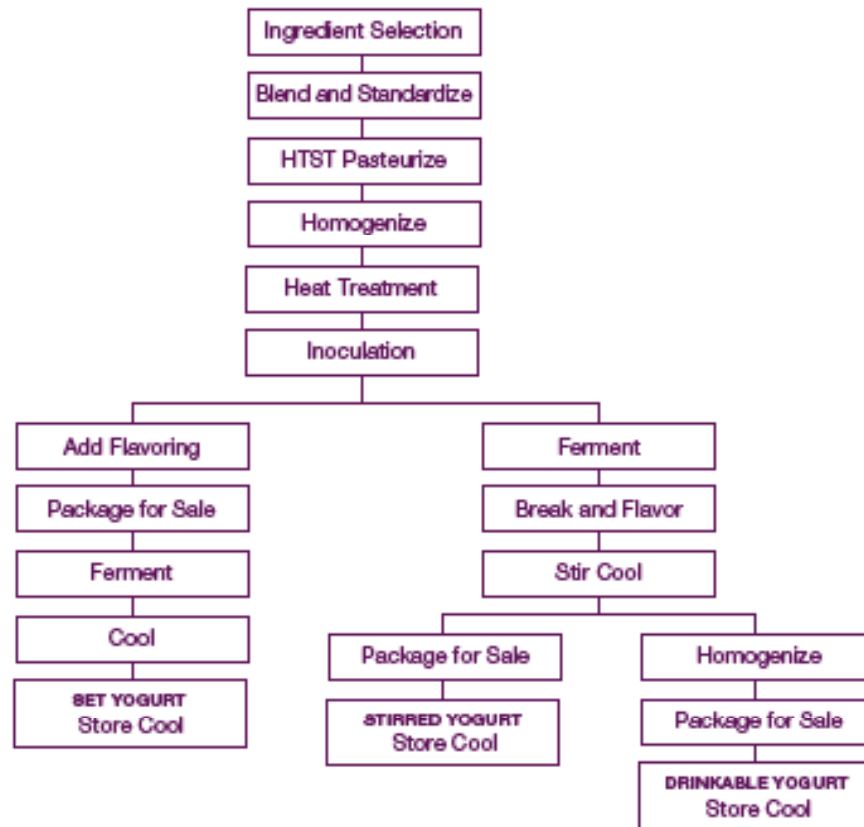 Ingredient Selection
Blend and Standardize
HTST Pasteurize
Homogenize
Heat Treatment
Inoculation
Add Flavoring
Package for Sale
Ferment
Cool
SET YOGURT
Store Cool
Ferment
Break and Flavor
Stir Cool
Package for Sale
STIRRED YOGURT
Store Cool
Homogenize
Package for Sale
DRINKABLE YOGURT
Store Cool